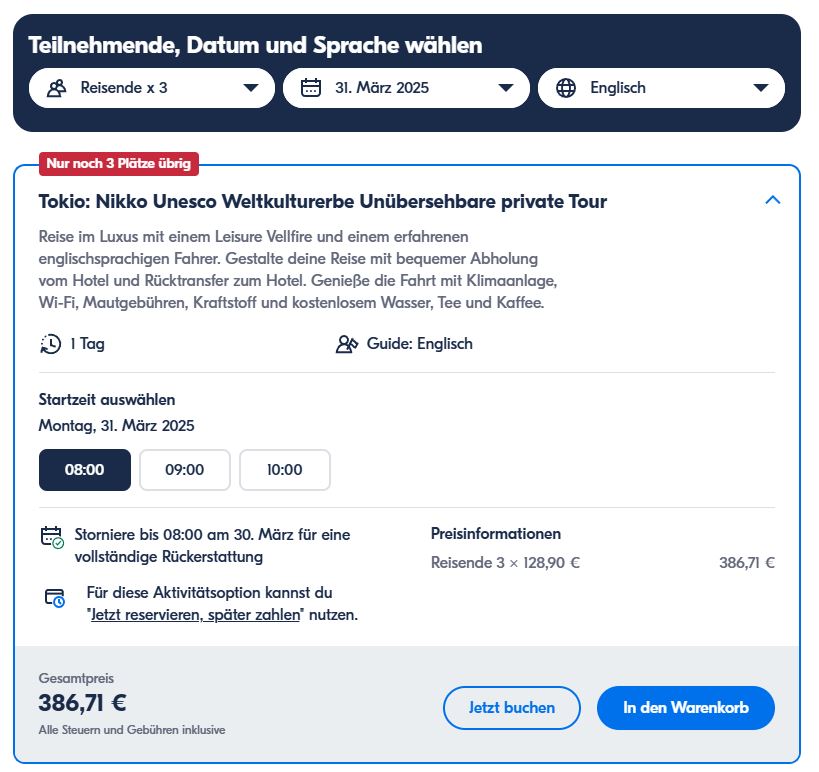 Teilnehmende, Datum und Sprache wählen
Reisende x 3
31. März 2025
Englisch
Nur noch 3 Plätze übrig
Tokio: Nikko Unesco Weltkulturerbe Unübersehbare private Tour
Reise im Luxus mit einem Leisure Vellfire und einem erfahrenen
englischsprachigen Fahrer. Gestalte deine Reise mit bequemer Abholung
vom Hotel und Rücktransfer zum Hotel. Genieße die Fahrt mit Klimaanlage,
Wi-Fi, Mautgebühren, Kraftstoff und kostenlosem Wasser, Tee und Kaffee.
1 Tag
Guide: Englisch
Startzeit auswählen
Montag, 31. März 2025
08:00
09:00
10:00
Storniere bis 08:00 am 30. März für eine
vollständige Rückerstattung
Für diese Aktivitätsoption kannst du
"Jetzt reservieren, später zahlen" nutzen.
Preisinformationen
Reisende 3 × 128,90 €
386,71 €
Gesamtpreis
386,71 €
Alle Steuern und Gebühren inklusive
Jetzt buchen
In den Warenkorb